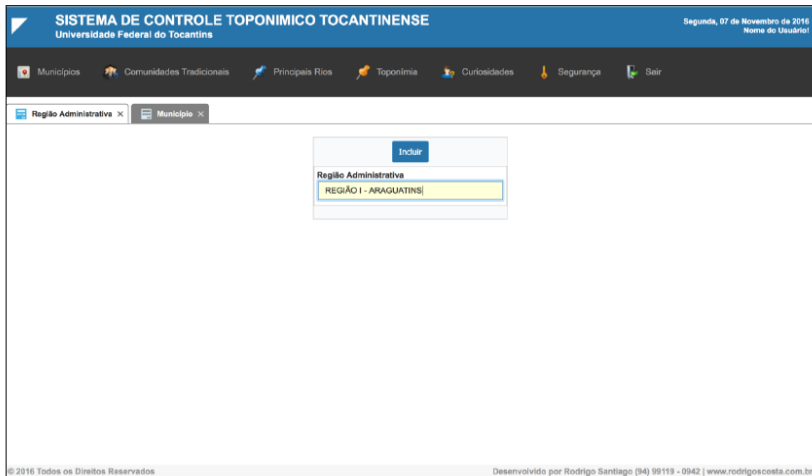 SISTEMA DE CONTROLE TOPONIMICO TOCANTINENSE
Universidade Federal do Tocantins
Segunda, 07 de Novembro de 2016
Nome do Usuário!
Municípios Comunidades Tradicionais Principais Rios Toponímia Curiosidades Segurança Sair
Região Administrativa × Município ×
Incluir
Região Administrativa
REGIÃO I - ARAGUATINS
© 2016 Todos os Direitos Reservados
Desenvolvido por Rodrigo Santiago (94) 99119 - 0942 | www.rodrigoscosta.com.br